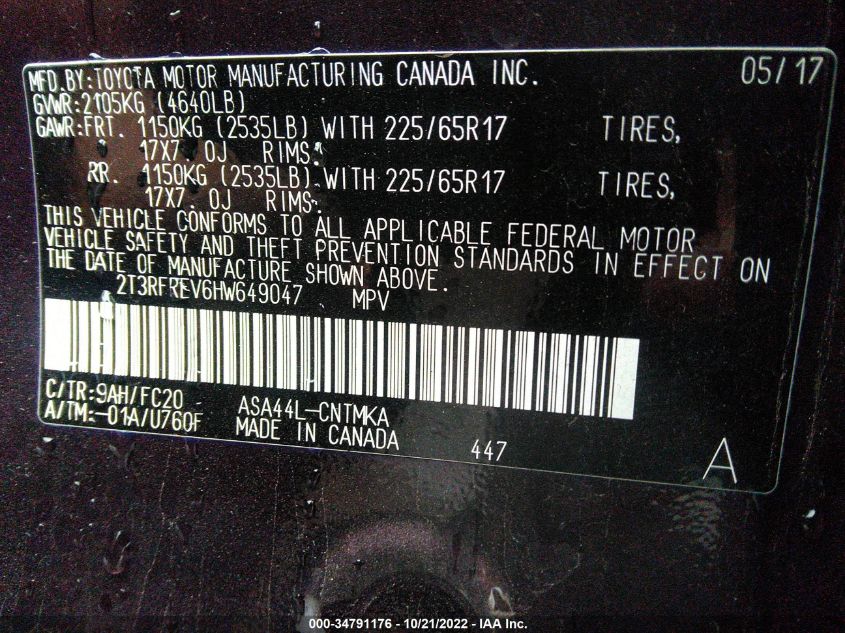 MFD.BY:TOYOTA MOTOR MANUFACTURING CANADA INC. 05/17
GVWR:2105KG (4640LB)
GAWR:FRT. 1150KG (2535LB) WITH 225/65R17 TIRES,
17X7.0J RIMS.
RR. 1150KG (2535LB) WITH 225/65R17 TIRES,
17X7.0J RIMS.
THIS VEHICLE CONFORMS TO ALL APPLICABLE FEDERAL MOTOR
VEHICLE SAFETY AND THEFT PREVENTION STANDARDS IN EFFECT ON
THE DATE OF MANUFACTURE SHOWN ABOVE.
2T3RFREV6HW649047 MPV
C/TR:9AH/FC20 ASA44L-CNTMKA
A/TM:-01A/U760F MADE IN CANADA 447 A
000-34791176 - 10/21/2022 - IAA Inc.